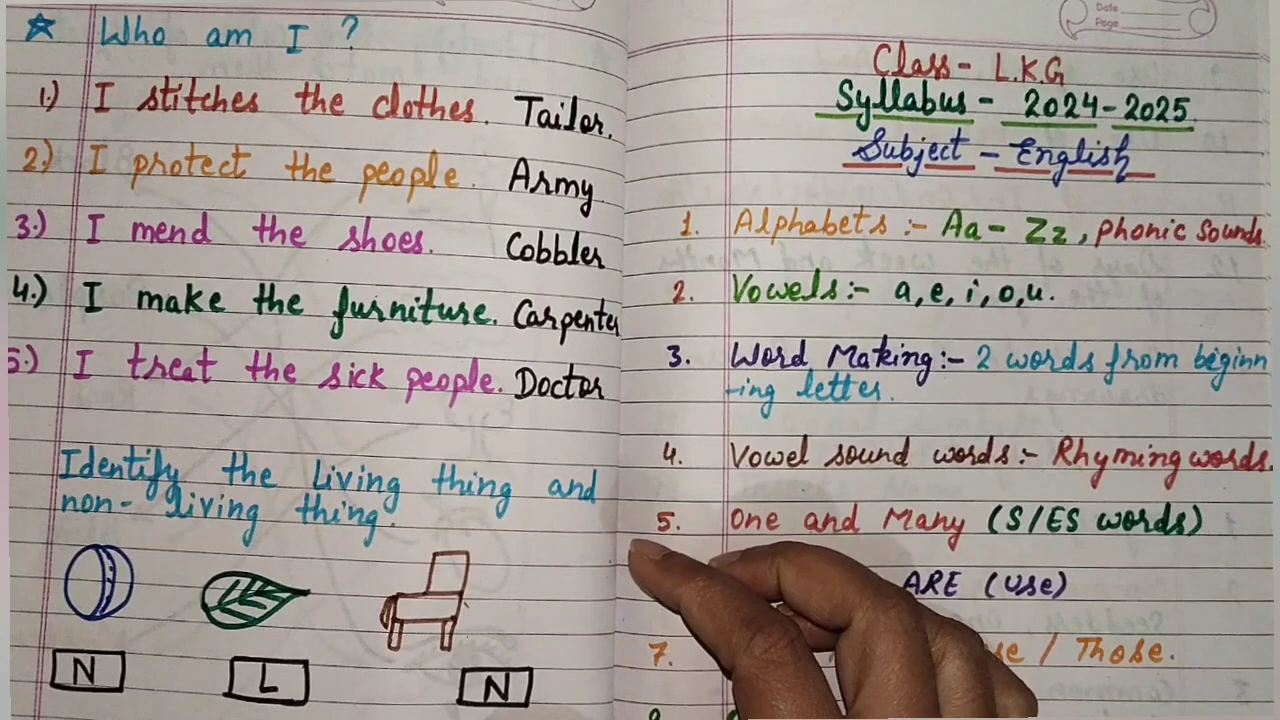 Who am I ?
1.) I stitches the clothes. Tailor.
2.) I protect the people. Army
3.) I mend the shoes. Cobbler
4.) I make the furniture. Carpenter
5.) I treat the sick people. Doctor
Identify the Living thing and
non-living thing.
N L N
Date
Page
Class- L.K.G
Syllabus - 2024-2025
Subject - English
1. Alphabets :- Aa- Zz, Phonic Sounds.
2. Vowels:- a, e, i, o, u.
3. Word Making:- 2 words from beginn
-ing letter.
4. Vowel sound words:- Rhyming words.
5. One and Many (S/ES words)
ARE (Use)
7. / Those.